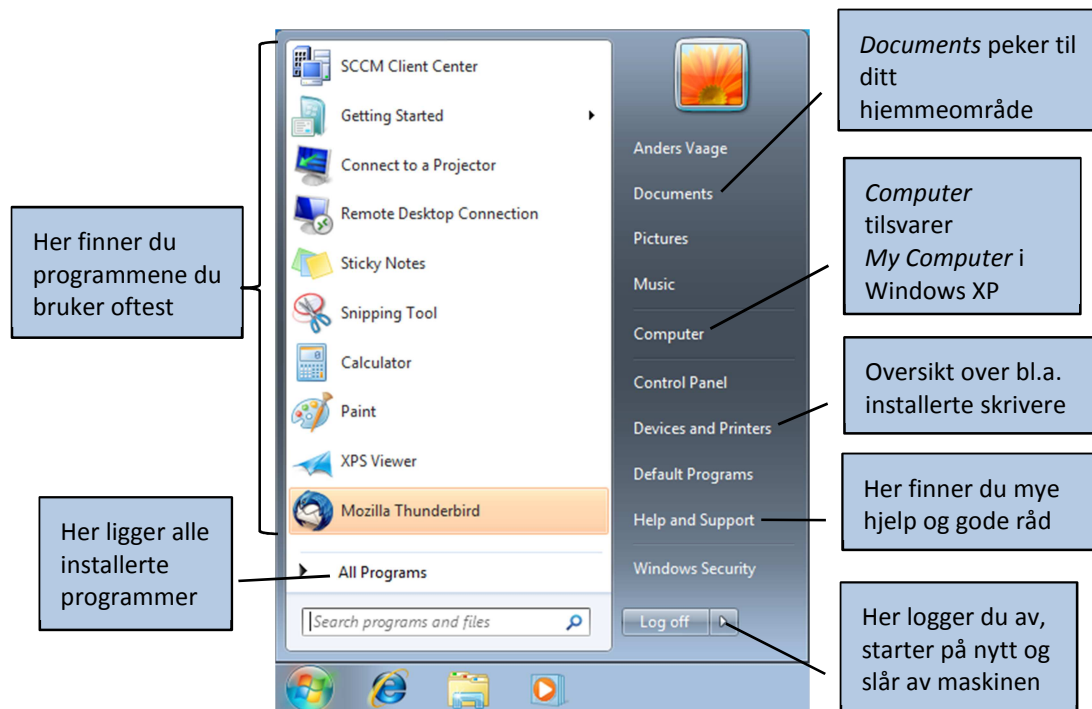 Her finner du
programmene du
bruker oftest
Her ligger alle
installerte
programmer
SCCM Client Center
Getting Started
Connect to a Projector
Remote Desktop Connection
Sticky Notes
Snipping Tool
Calculator
Paint
XPS Viewer
Mozilla Thunderbird
All Programs
Search programs and files
Anders Vaage
Documents
Pictures
Music
Computer
Control Panel
Devices and Printers
Default Programs
Help and Support
Windows Security
Log off
Documents peker til
ditt
hjemmeområde
Computer
tilsvarer
My Computer i
Windows XP
Oversikt over bl.a.
installerte skrivere
Her finner du mye
hjelp og gode råd
Her logger du av,
starter på nytt og
slår av maskinen